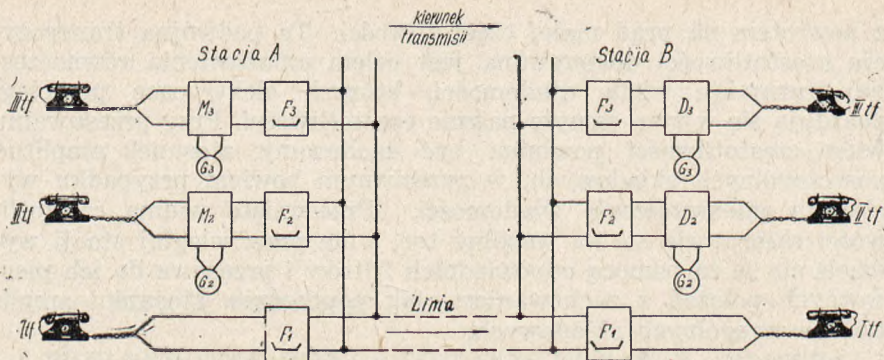 kierunek
transmisji
Stacja A
Stacja B
III tf
M3
F3
F3
D3
III tf
G3
G3
II tf
M2
F2
F2
D2
II tf
G2
G2
Linia
I tf
F1
F1
I tf